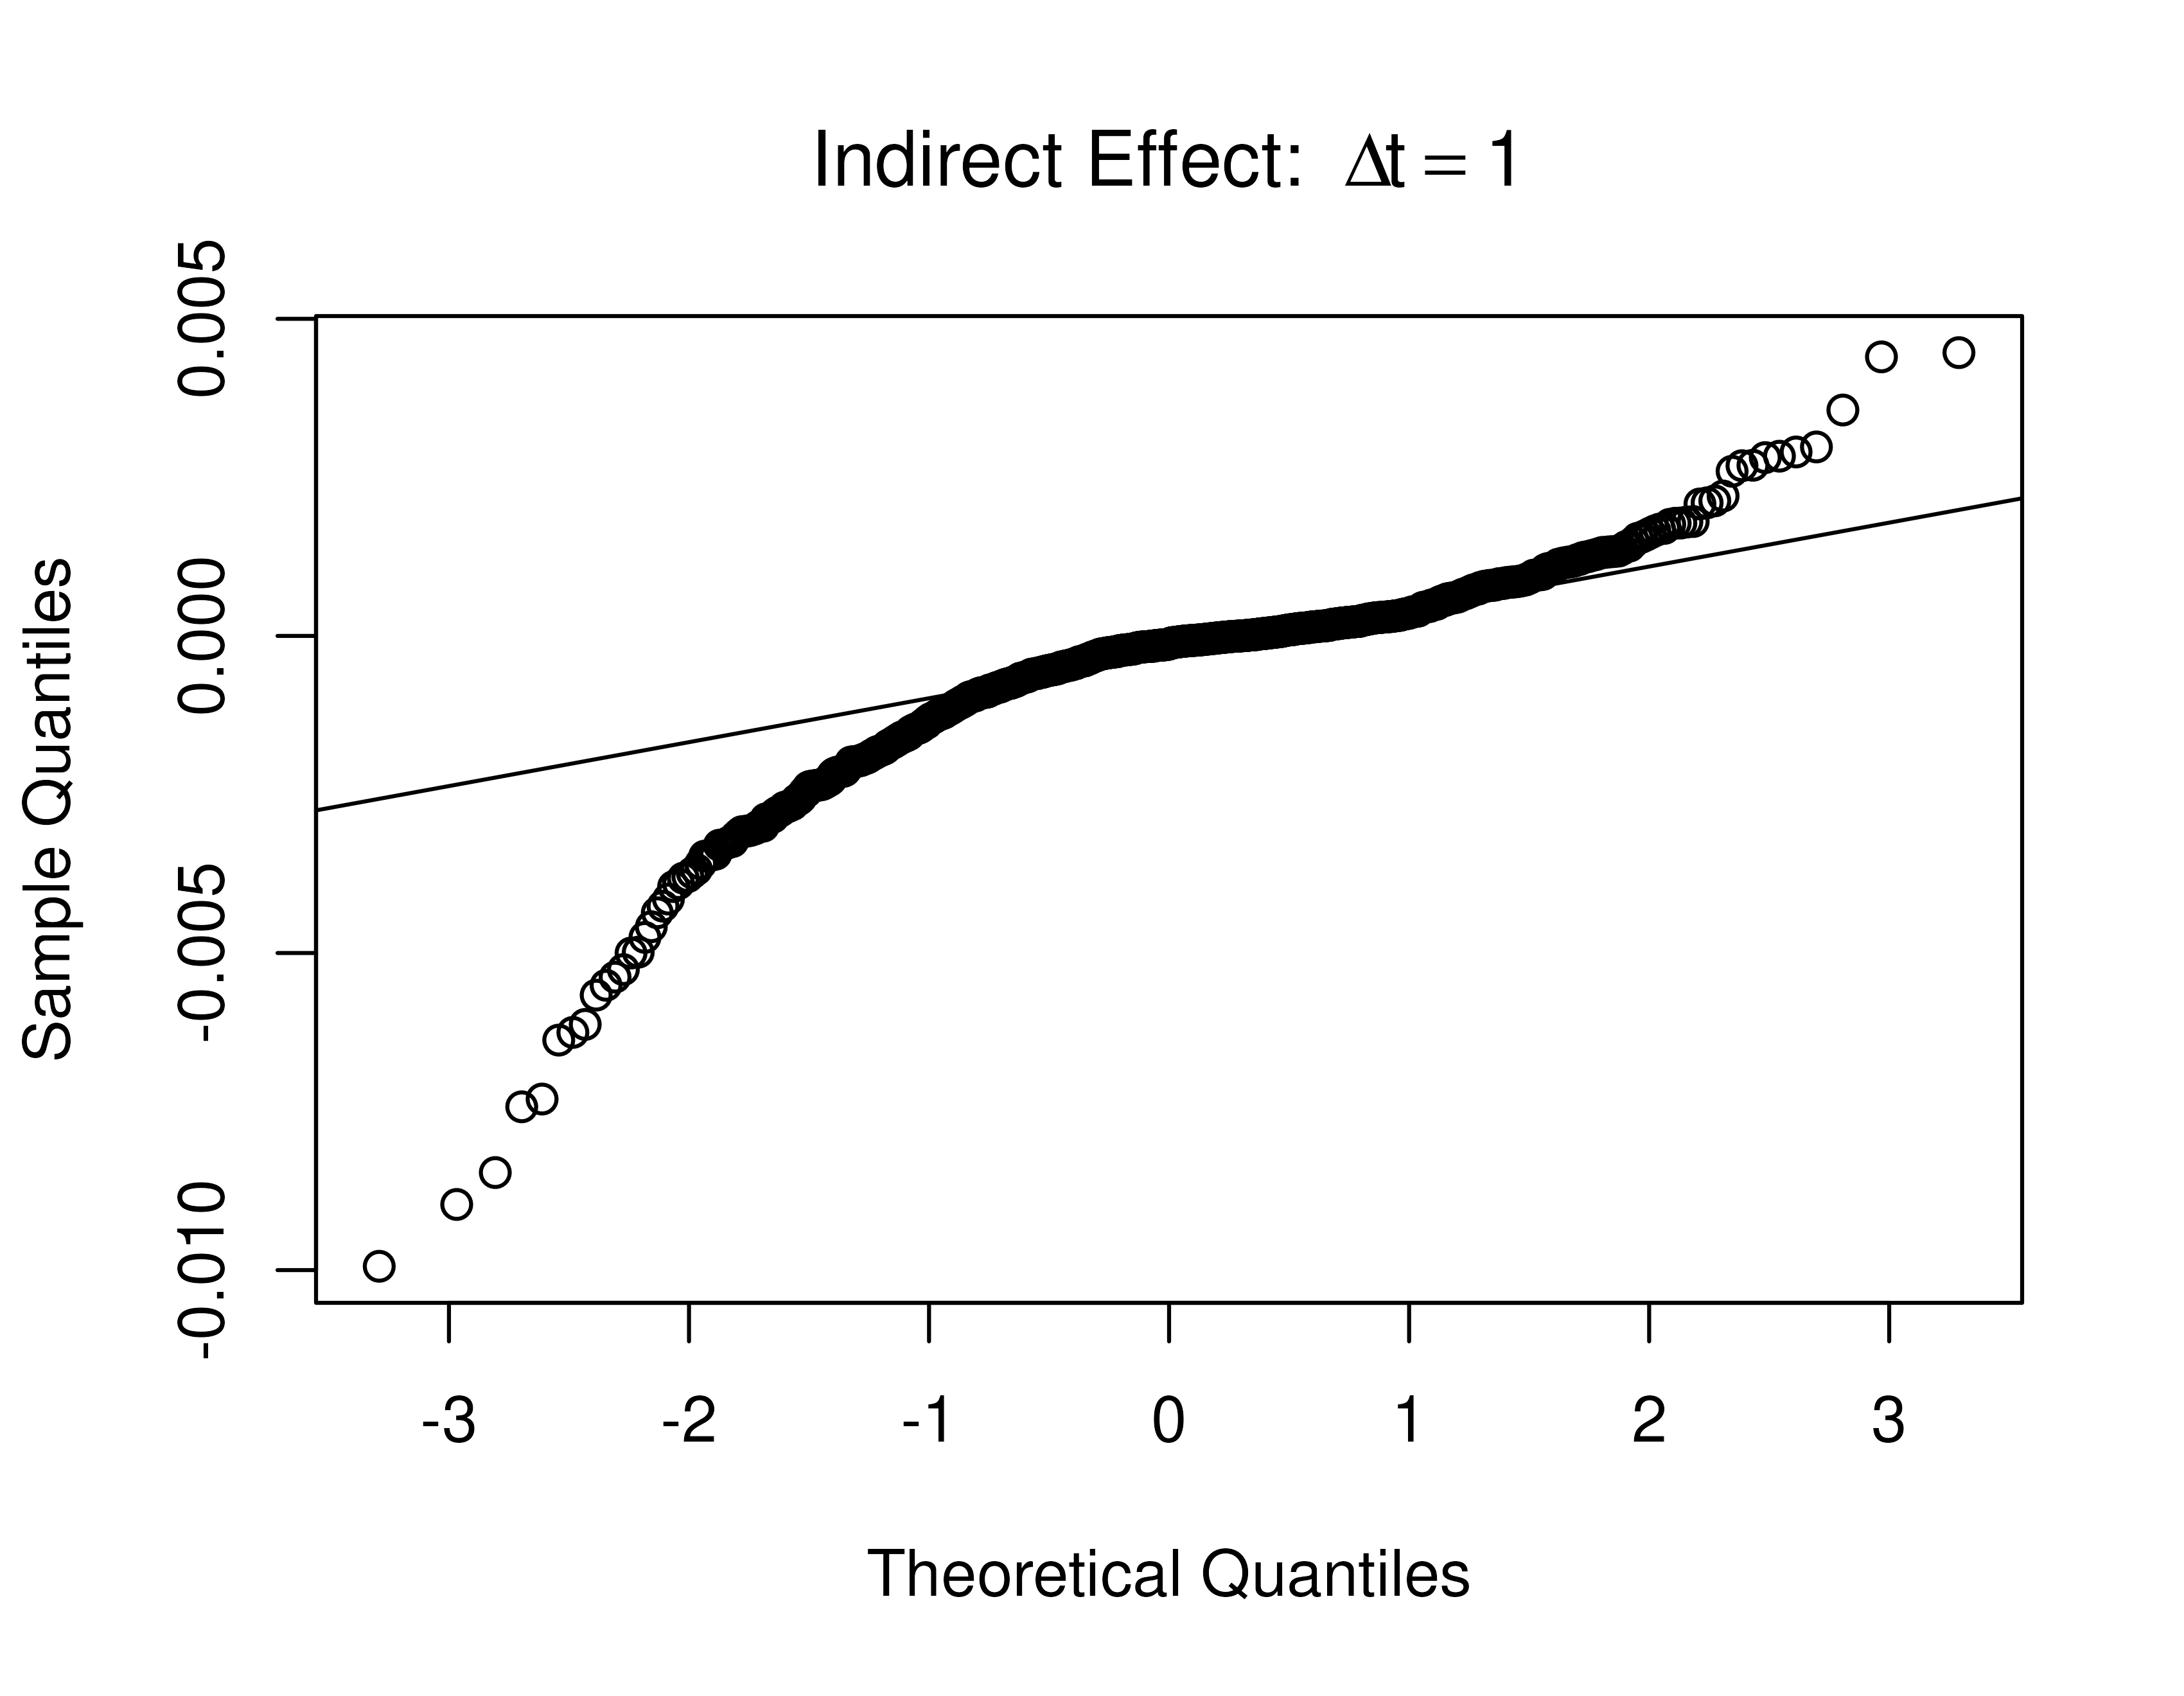 Indirect Effect: Δt = 1
Sample Quantiles
0.005
0.000
-0.005
-0.010
-3 -2 -1 0 1 2 3
Theoretical Quantiles